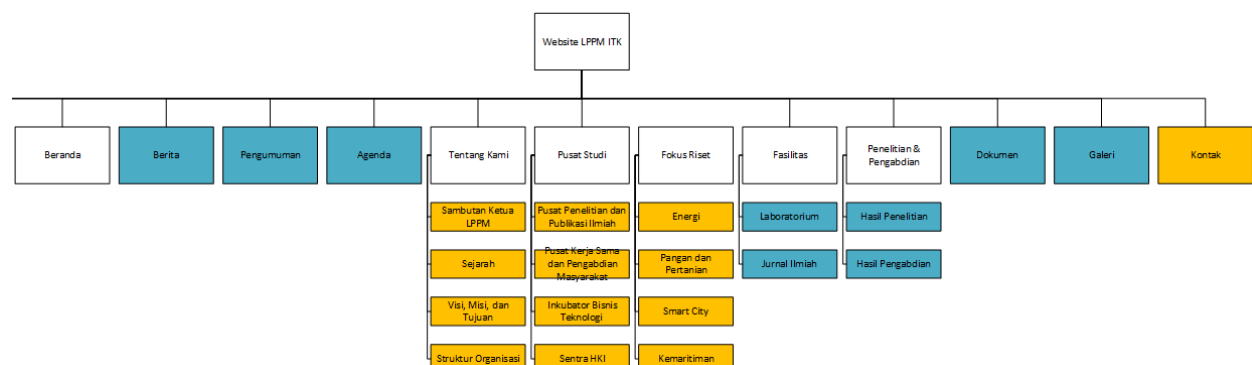 Website LPPM ITK
Beranda
Berita
Pengumuman
Agenda
Tentang Kami
Pusat Studi
Fokus Riset
Fasilitas
Penelitian &
Pengabdian
Dokumen
Galeri
Kontak
Sambutan Ketua
LPPM
Pusat Penelitian dan
Publikasi Ilmiah
Energi
Laboratorium
Hasil Penelitian
Sejarah
Pusat Kerja Sama
dan Pengabdian
Masyarakat
Pangan dan
Pertanian
Jurnal Ilmiah
Hasil Pengabdian
Visi, Misi, dan
Tujuan
Inkubator Bisnis
Teknologi
Smart City
Struktur Organisasi
Sentra HKI
Kemaritiman